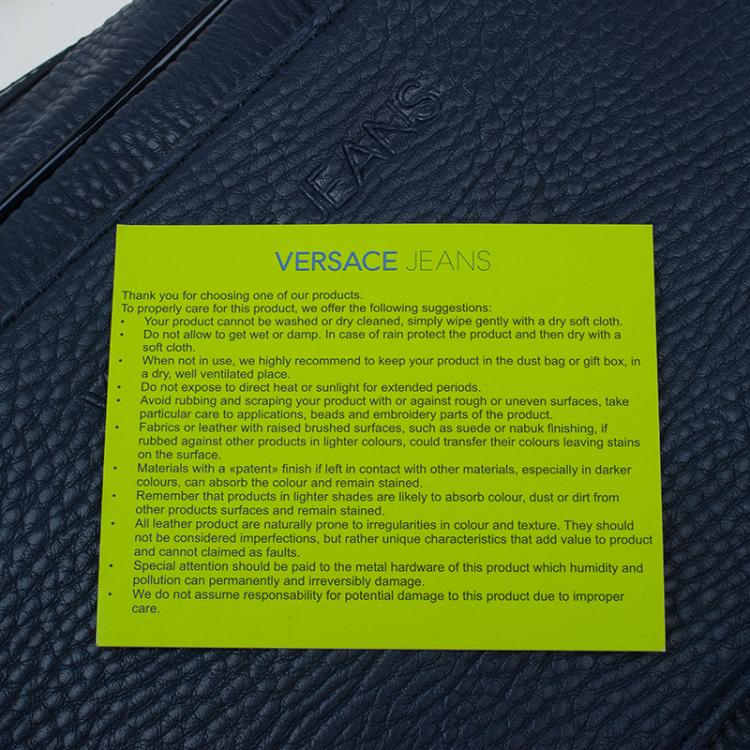 JEANS
VERSACE JEANS
Thank you for choosing one of our products.
To properly care for this product, we offer the following suggestions:
• Your product cannot be washed or dry cleaned, simply wipe gently with a dry soft cloth.
• Do not allow to get wet or damp. In case of rain protect the product and then dry with a
soft cloth.
• When not in use, we highly recommend to keep your product in the dust bag or gift box, in
a dry, well ventilated place.
• Do not expose to direct heat or sunlight for extended periods.
• Avoid rubbing and scraping your product with or against rough or uneven surfaces, take
particular care to applications, beads and embroidery parts of the product.
• Fabrics or leather with raised brushed surfaces, such as suede or nabuk finishing, if
rubbed against other products in lighter colours, could transfer their colours leaving stains
on the surface.
• Materials with a «patent» finish if left in contact with other materials, especially in darker
colours, can absorb the colour and remain stained.
• Remember that products in lighter shades are likely to absorb colour, dust or dirt from
other products surfaces and remain stained.
• All leather product are naturally prone to irregularities in colour and texture. They should
not be considered imperfections, but rather unique characteristics that add value to product
and cannot claimed as faults.
• Special attention should be paid to the metal hardware of this product which humidity and
pollution can permanently and irreversibly damage.
• We do not assume responsability for potential damage to this product due to improper
care.